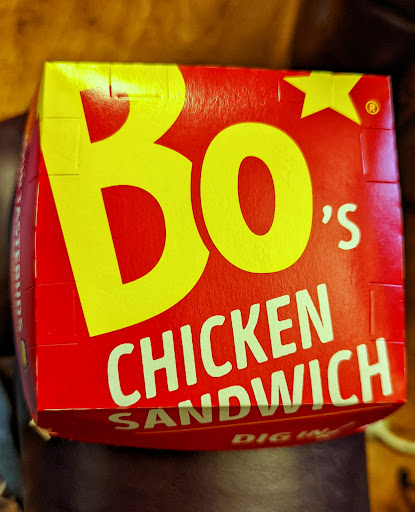 Bo's
®
CHICKEN
SANDWICH
DIG IN